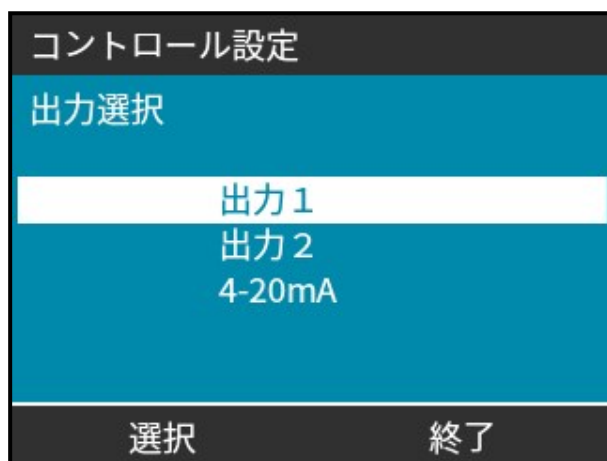 コントロール設定
出力選択
出力１
出力２
4-20mA
選択 終了